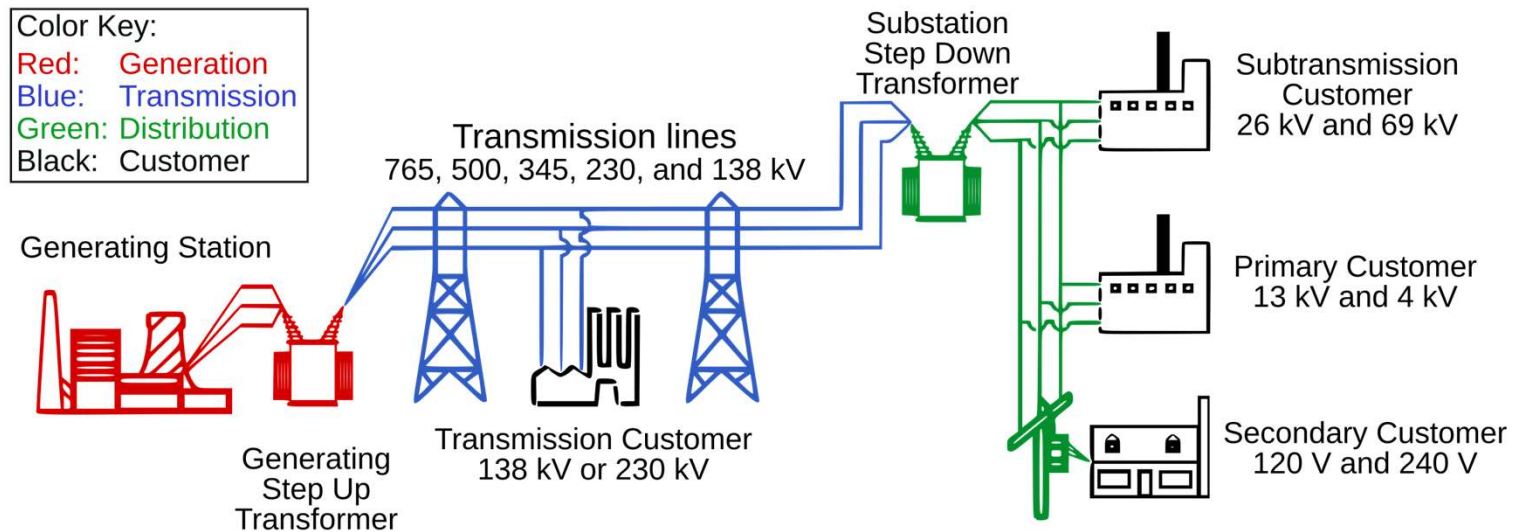 Color Key:
Red: Generation
Blue: Transmission
Green: Distribution
Black: Customer
Generating Station
Generating
Step Up
Transformer
Transmission lines
765, 500, 345, 230, and 138 kV
Transmission Customer
138 kV or 230 kV
Substation
Step Down
Transformer
Subtransmission
Customer
26 kV and 69 kV
Primary Customer
13 kV and 4 kV
Secondary Customer
120 V and 240 V